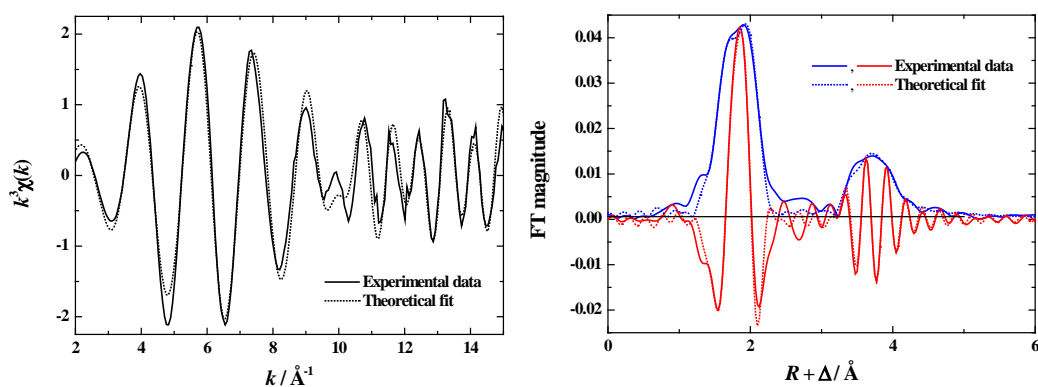 2
1
0
-1
-2
k³χ(k)
Experimental data
Theoretical fit
2 4 6 8 10 12 14
k / Å⁻¹
0.04
0.03
0.02
0.01
0.00
-0.01
-0.02
FT magnitude
, Experimental data
, Theoretical fit
0 2 4 6
R + Δ / Å